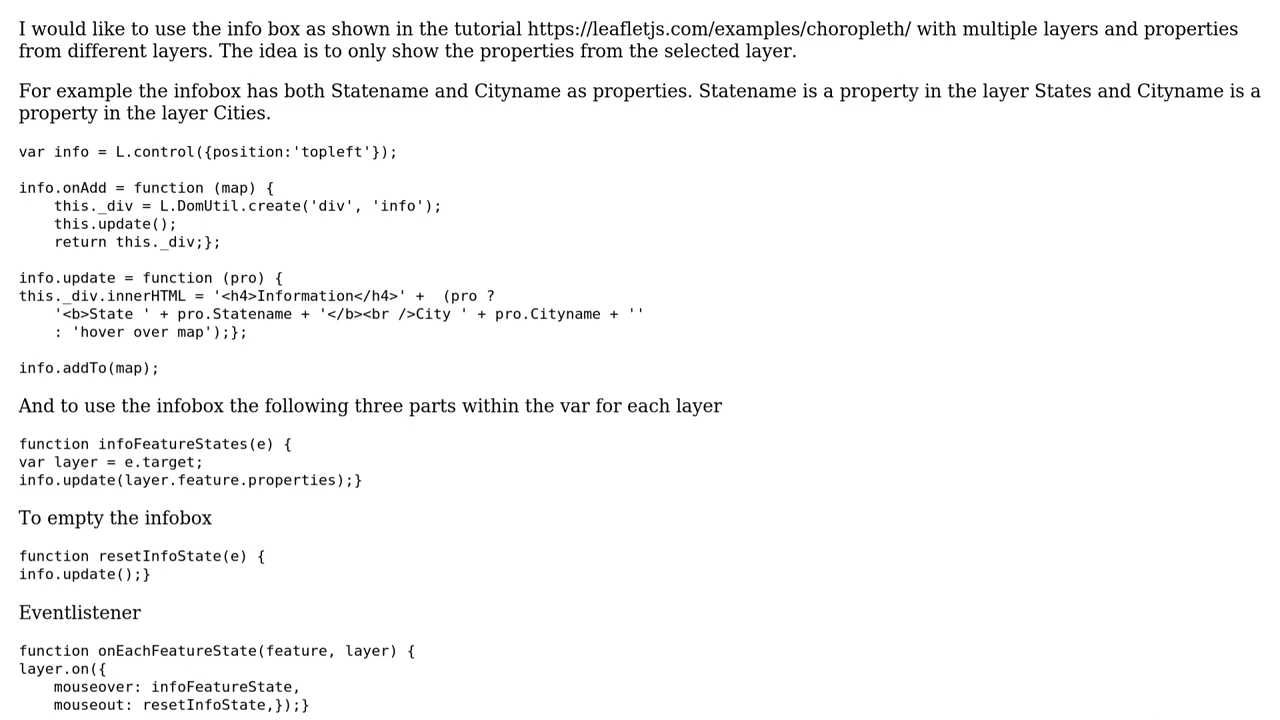 I would like to use the info box as shown in the tutorial https://leafletjs.com/examples/choropleth/ with multiple layers and properties
from different layers. The idea is to only show the properties from the selected layer.
For example the infobox has both Statename and Cityname as properties. Statename is a property in the layer States and Cityname is a
property in the layer Cities.
var info = L.control({position:'topleft'});
info.onAdd = function (map) {
    this._div = L.DomUtil.create('div', 'info');
    this.update();
    return this._div;};
info.update = function (pro) {
this._div.innerHTML = '<h4>Information</h4>' +  (pro ?
    '<b>State ' + pro.Statename + '</b><br />City ' + pro.Cityname + ''
    : 'hover over map');};
info.addTo(map);
And to use the infobox the following three parts within the var for each layer
function infoFeatureStates(e) {
var layer = e.target;
info.update(layer.feature.properties);}
To empty the infobox
function resetInfoState(e) {
info.update();}
Eventlistener
function onEachFeatureState(feature, layer) {
layer.on({
    mouseover: infoFeatureState,
    mouseout: resetInfoState,});}